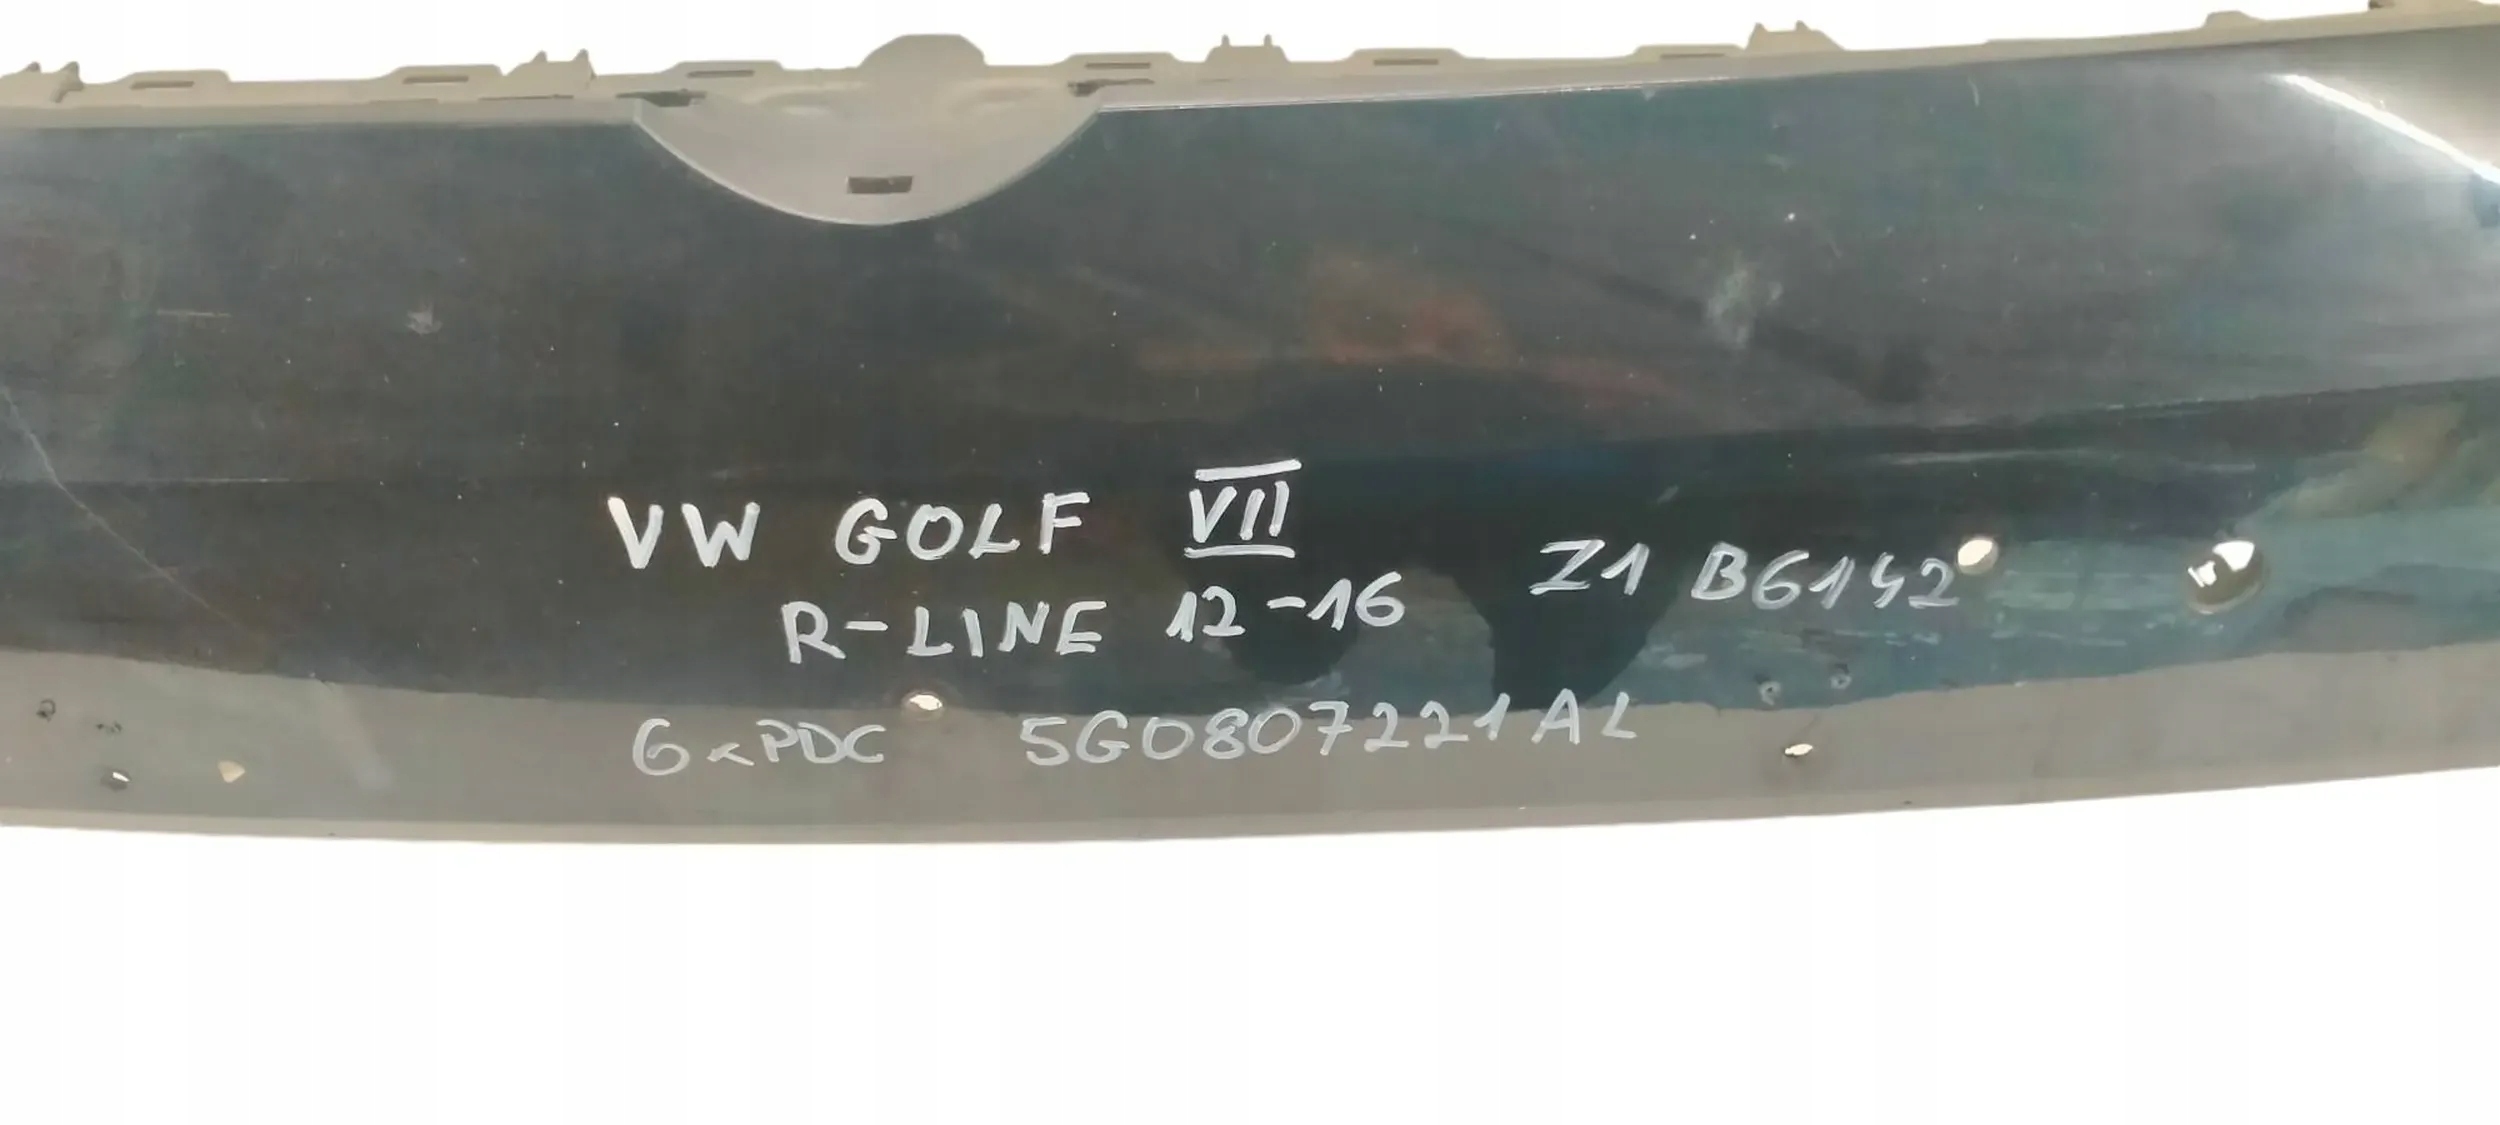 VW GOLF VII
R-LINE 12-16 Z1 B6142
6xPDC 5G0807221AL